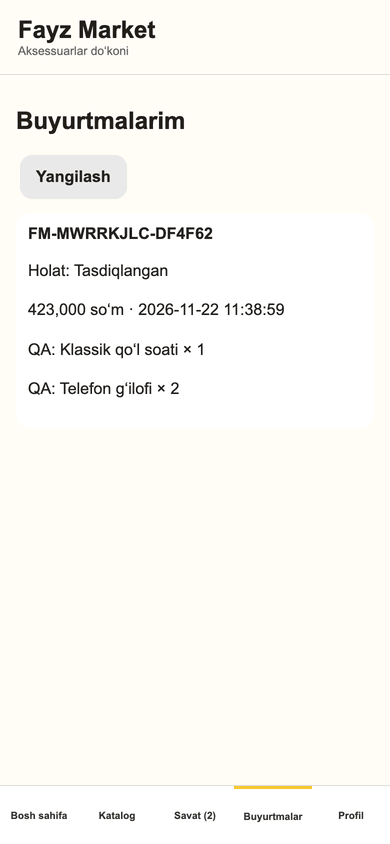 Fayz Market
Aksessuarlar do‘koni
Buyurtmalarim
Yangilash
FM-MWRRKJLC-DF4F62
Holat: Tasdiqlangan
423,000 so‘m · 2026-11-22 11:38:59
QA: Klassik qo‘l soati × 1
QA: Telefon g‘ilofi × 2
Bosh sahifa
Katalog
Savat (2)
Buyurtmalar
Profil